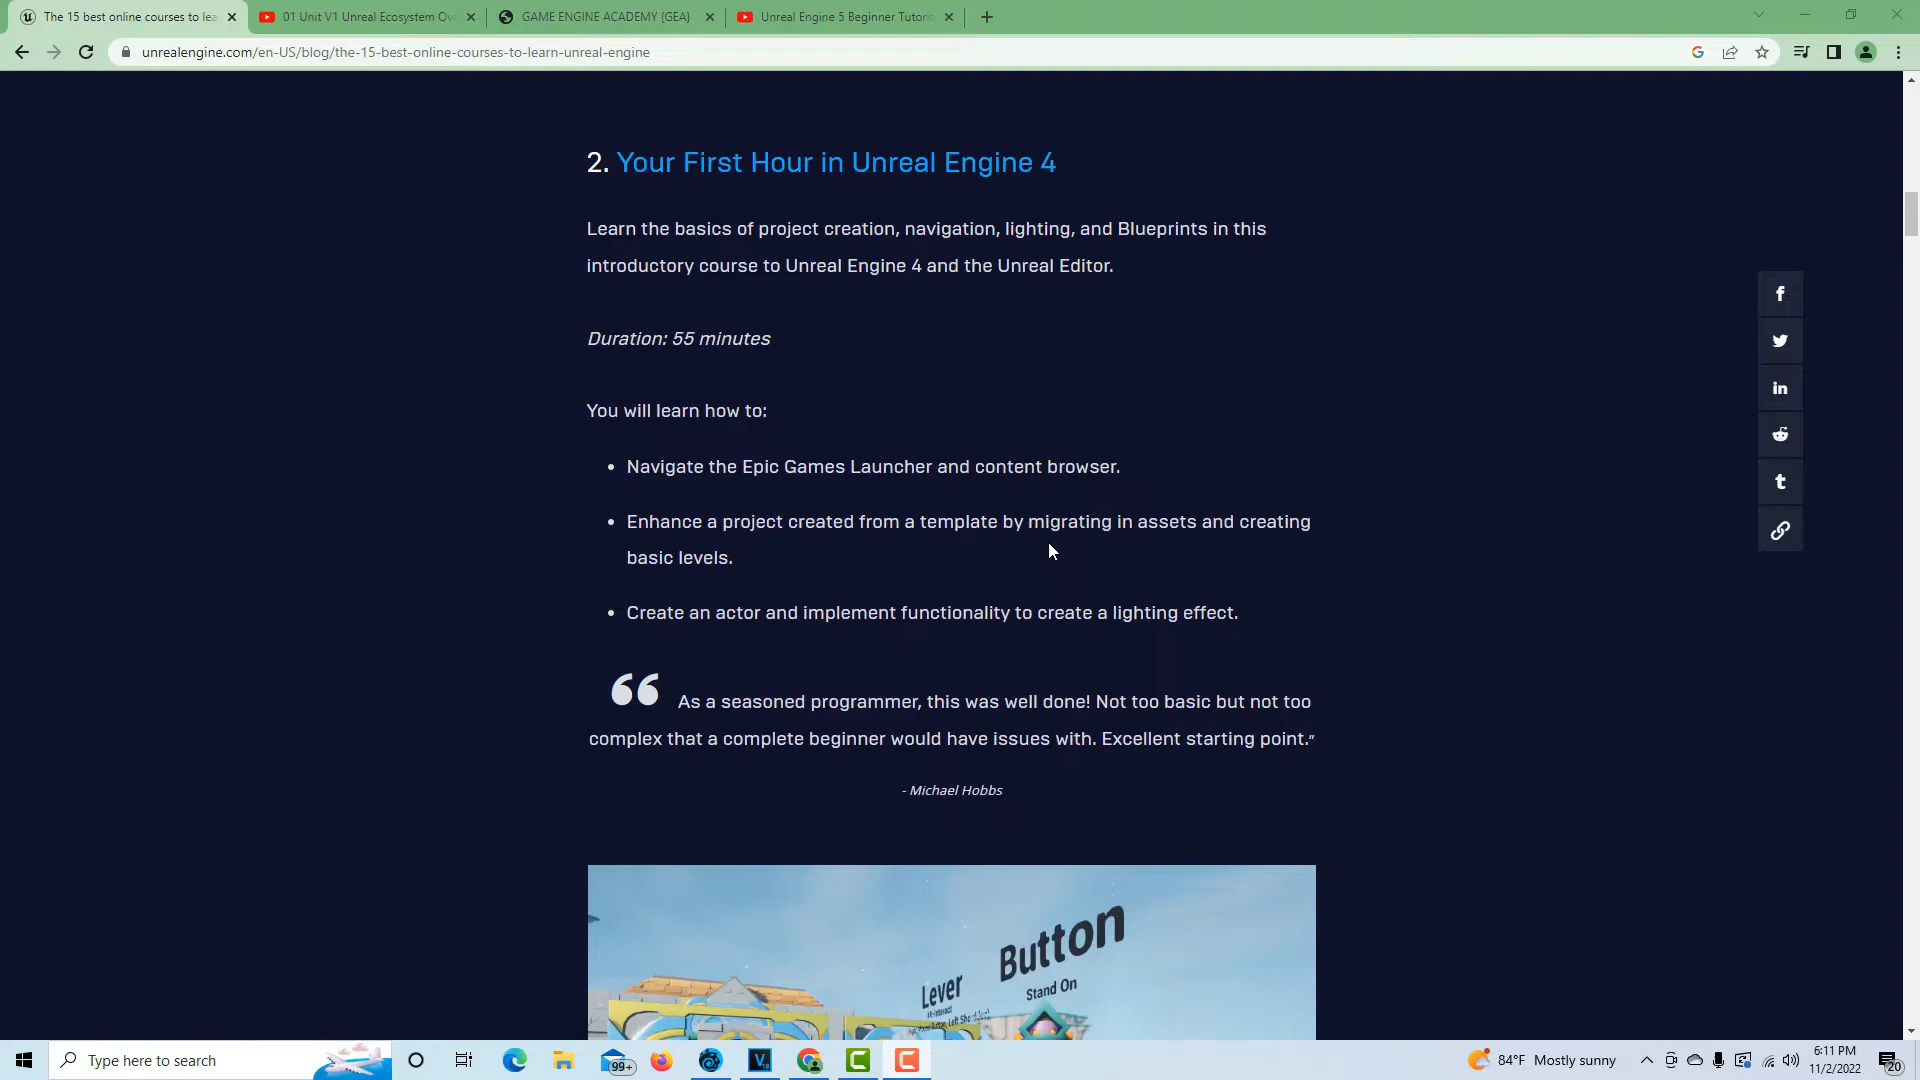 The 15 best online courses to lea
01 Unit V1 Unreal Ecosystem Ov
GAME ENGINE ACADEMY {GEA}
Unreal Engine 5 Beginner Tutoria
unrealengine.com/en-US/blog/the-15-best-online-courses-to-learn-unreal-engine
2. Your First Hour in Unreal Engine 4
Learn the basics of project creation, navigation, lighting, and Blueprints in this
introductory course to Unreal Engine 4 and the Unreal Editor.
Duration: 55 minutes
You will learn how to:
• Navigate the Epic Games Launcher and content browser.
• Enhance a project created from a template by migrating in assets and creating
basic levels.
• Create an actor and implement functionality to create a lighting effect.
“ As a seasoned programmer, this was well done! Not too basic but not too
complex that a complete beginner would have issues with. Excellent starting point.”
- Michael Hobbs
Button
Stand On
Lever
Type here to search
99+
84°F Mostly sunny
6:11 PM
11/2/2022
20